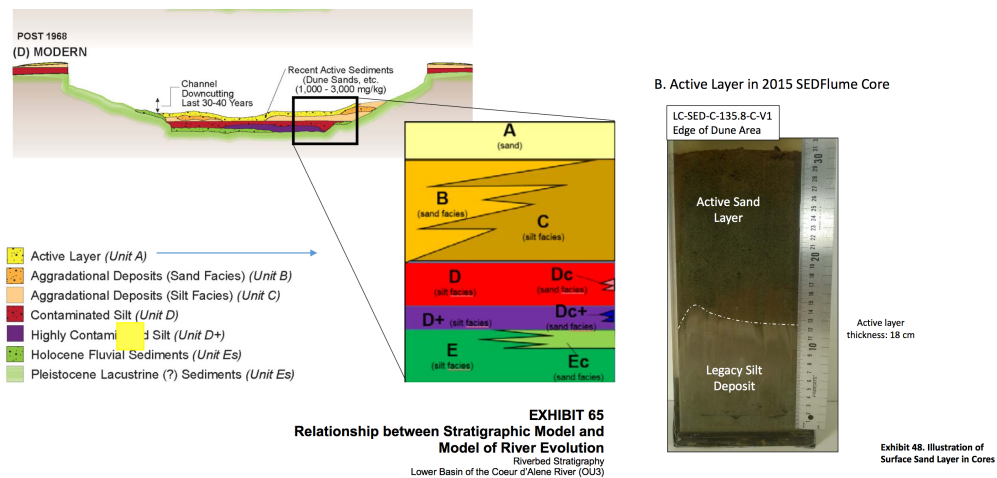 POST 1968
(D) MODERN
Channel
Downcutting
Last 30-40 Years
Recent Active Sediments
(Dune Sands, etc.
(1,000 - 3,000 mg/kg)
A
(sand)
B
(sand facies)
C
(silt facies)
D
(silt facies)
Dc
(sand facies)
D+ (silt facies)
Dc+
(sand facies)
E
(silt facies)
Ec
(sand facies)
Active Layer (Unit A)
Aggradational Deposits (Sand Facies) (Unit B)
Aggradational Deposits (Silt Facies) (Unit C)
Contaminated Silt (Unit D)
Highly Contami d Silt (Unit D+)
Holocene Fluvial Sediments (Unit Es)
Pleistocene Lacustrine (?) Sediments (Unit Es)
EXHIBIT 65
Relationship between Stratigraphic Model and
Model of River Evolution
Riverbed Stratigraphy
Lower Basin of the Coeur d'Alene River (OU3)
B. Active Layer in 2015 SEDFlume Core
LC-SED-C-135.8-C-V1
Edge of Dune Area
Active Sand
Layer
Legacy Silt
Deposit
30
20
10
Active layer
thickness: 18 cm
Exhibit 48. Illustration of
Surface Sand Layer in Cores